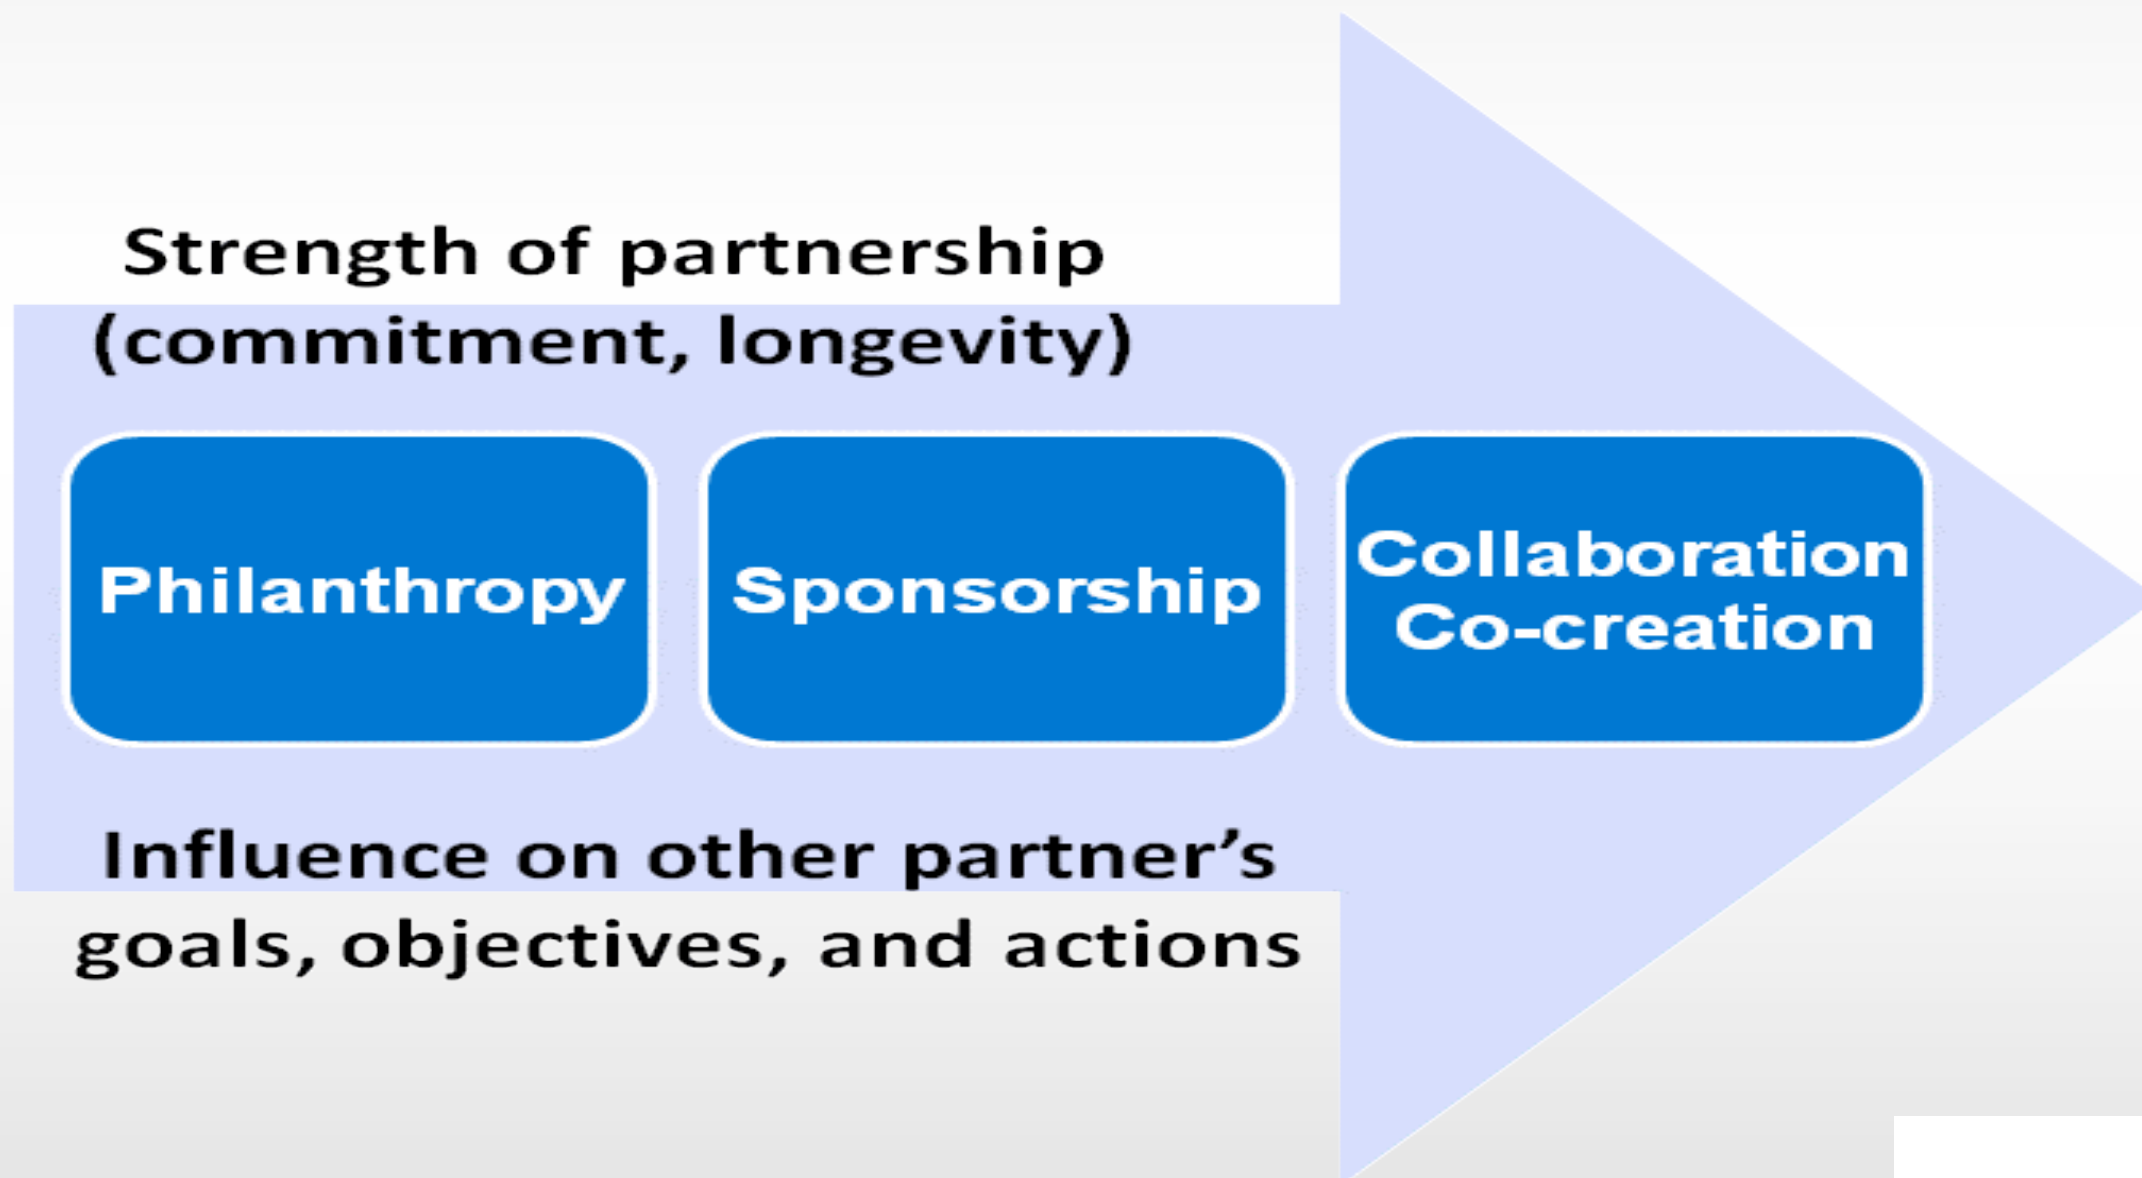 Strength of partnership
(commitment, longevity)
Philanthropy
Sponsorship
Collaboration
Co-creation
Influence on other partner’s
goals, objectives, and actions